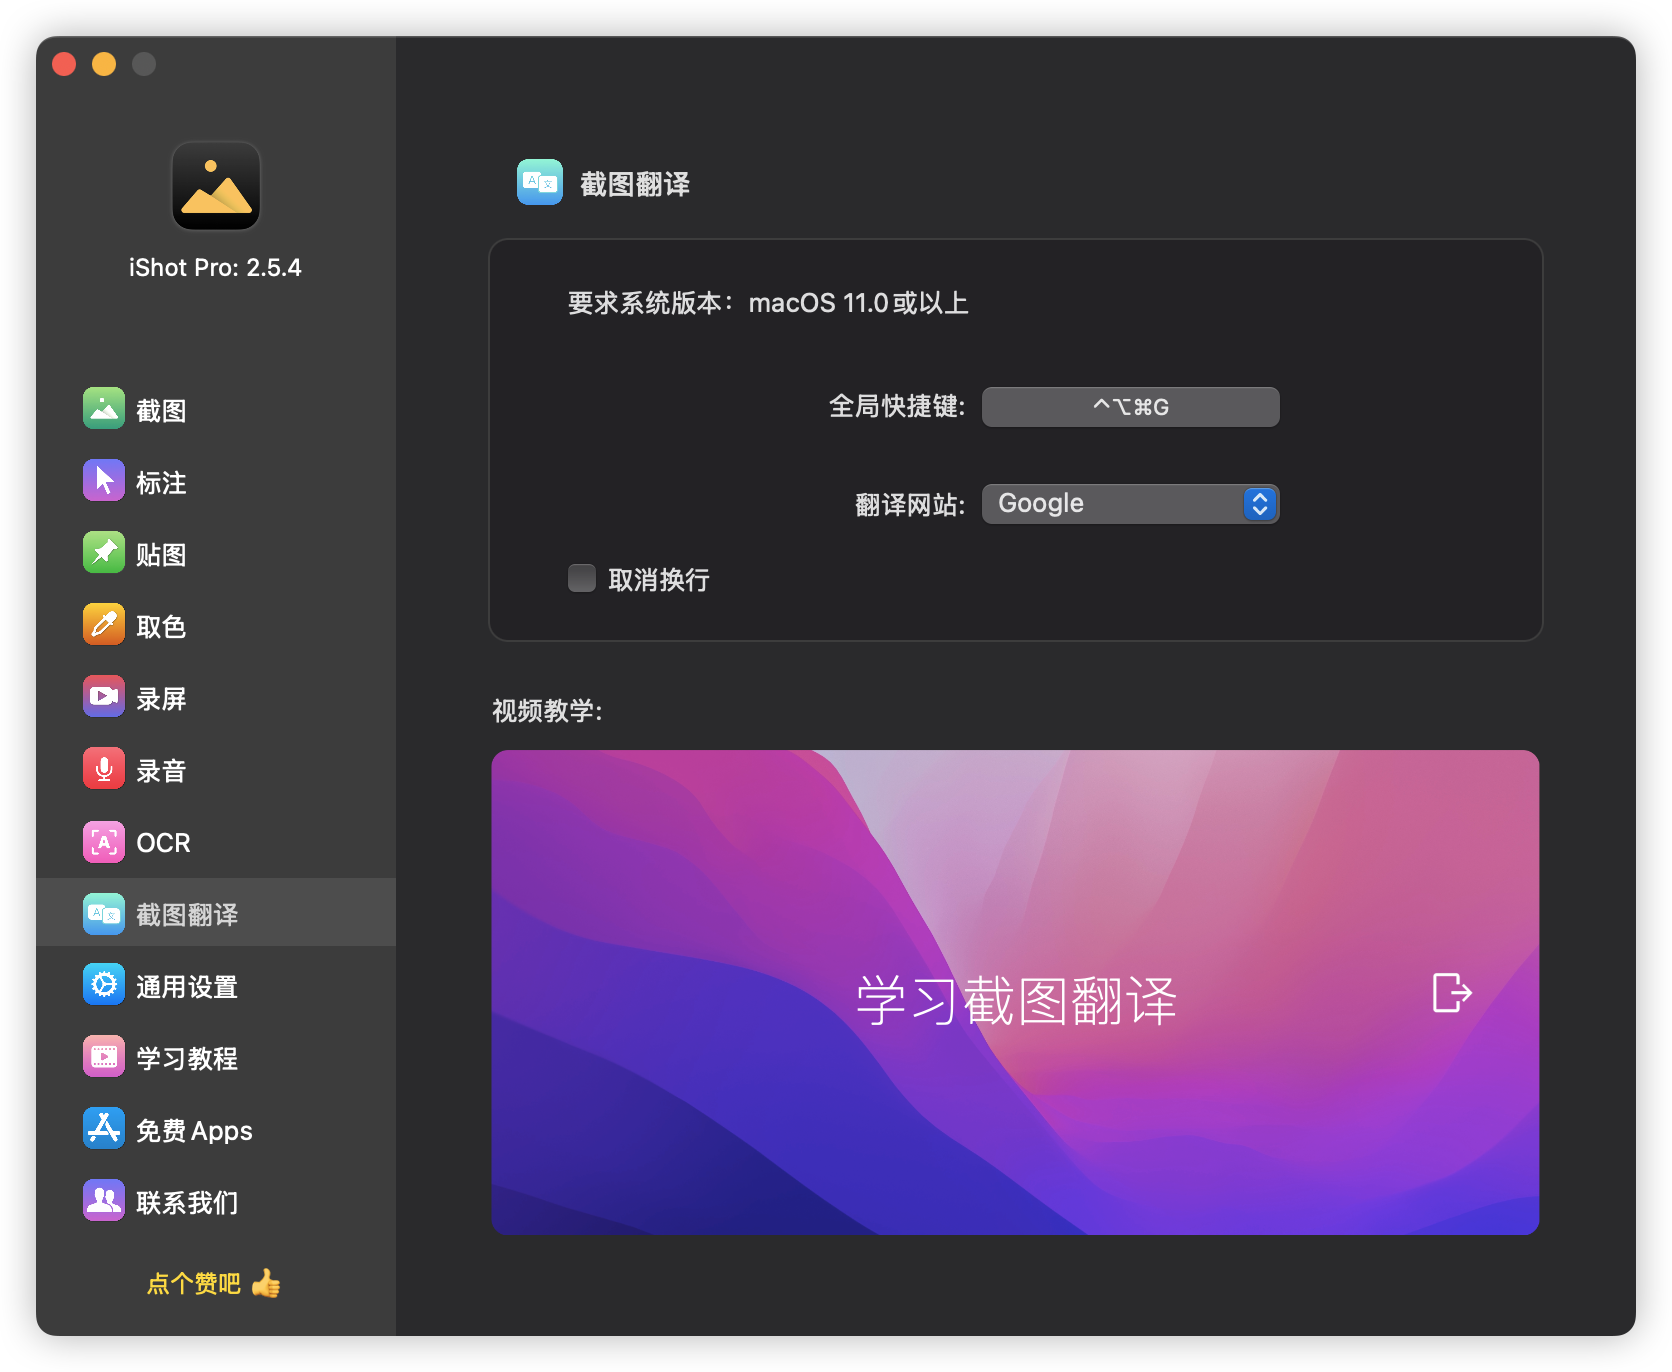 iShot Pro: 2.5.4
截图
标注
贴图
取色
录屏
录音
OCR
截图翻译
通用设置
学习教程
免费Apps
联系我们
点个赞吧 👍
截图翻译
要求系统版本：macOS 11.0或以上
全局快捷键: ^⌥⌘G
翻译网站: Google
取消换行
视频教学:
学习截图翻译